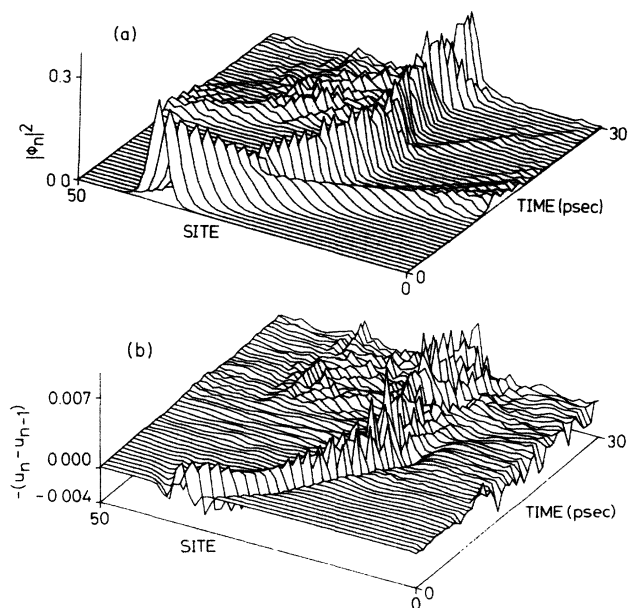 (a)
0.3
|Φn|²
0.0
50
SITE
0
0
TIME (psec)
30
(b)
0.007
-(un - un-1)
0.000
-0.004
50
SITE
0
0
TIME (psec)
30